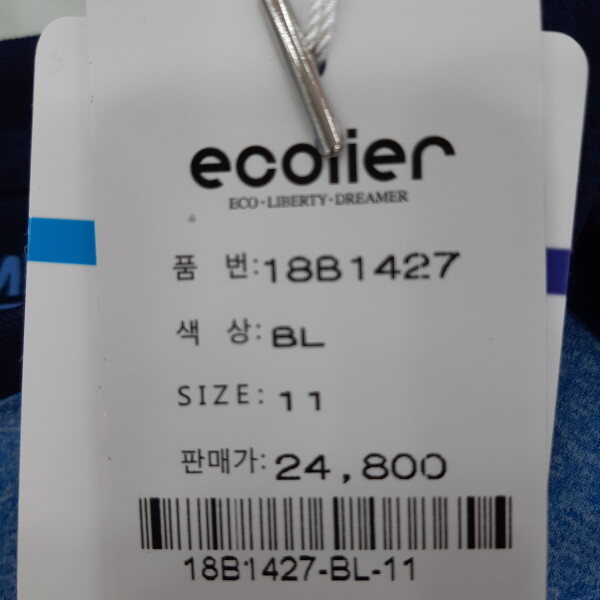 ecolier
ECO·LIBERTY·DREAMER
품 번:18B1427
색 상:BL
SIZE: 11
판매가:24,800
18B1427-BL-11